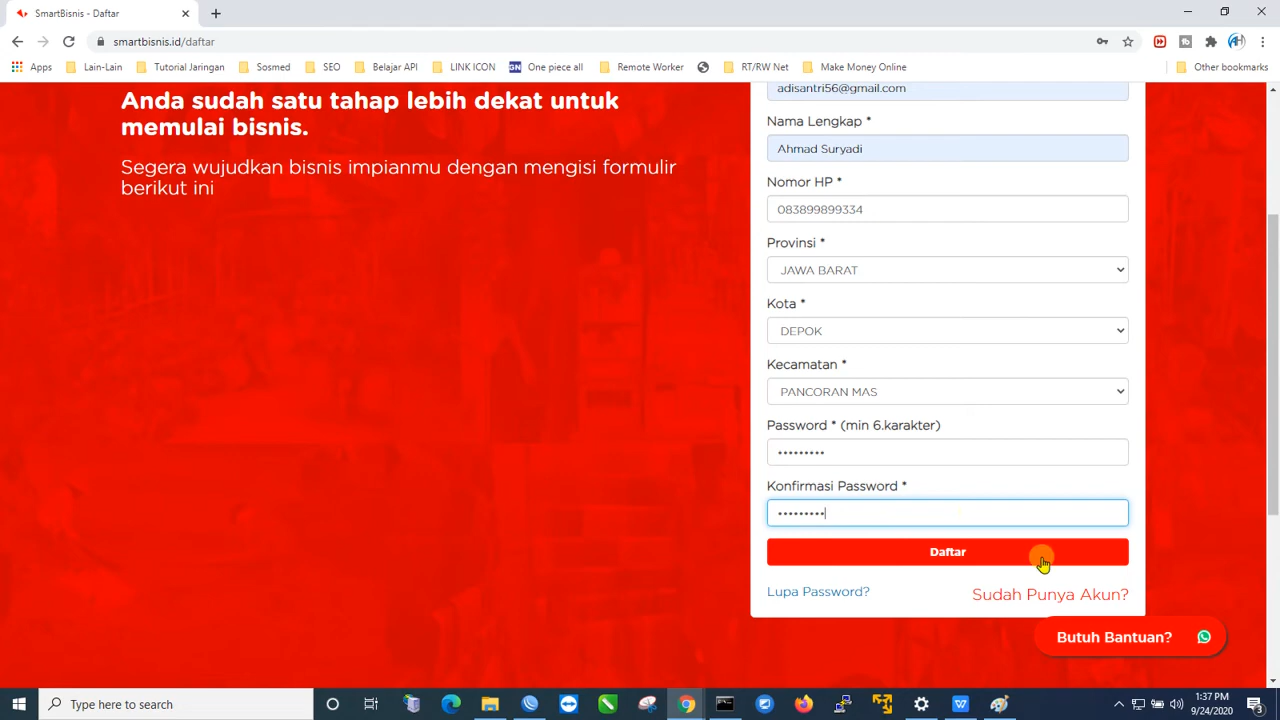 SmartBisnis - Daftar
smartbisnis.id/daftar
Apps
Lain-Lain
Tutorial Jaringan
Sosmed
SEO
Belajar API
LINK ICON
GN
One piece all
Remote Worker
RT/RW Net
Make Money Online
Other bookmarks
Anda sudah satu tahap lebih dekat untuk
memulai bisnis.
Segera wujudkan bisnis impianmu dengan mengisi formulir
berikut ini
adisantri56@gmail.com
Nama Lengkap *
Ahmad Suryadi
Nomor HP *
083899899334
Provinsi *
JAWA BARAT
Kota *
DEPOK
Kecamatan *
PANCORAN MAS
Password * (min 6.karakter)
•••••••••
Konfirmasi Password *
•••••••••
Daftar
Lupa Password?
Sudah Punya Akun?
Butuh Bantuan?
Type here to search
1:37 PM
9/24/2020